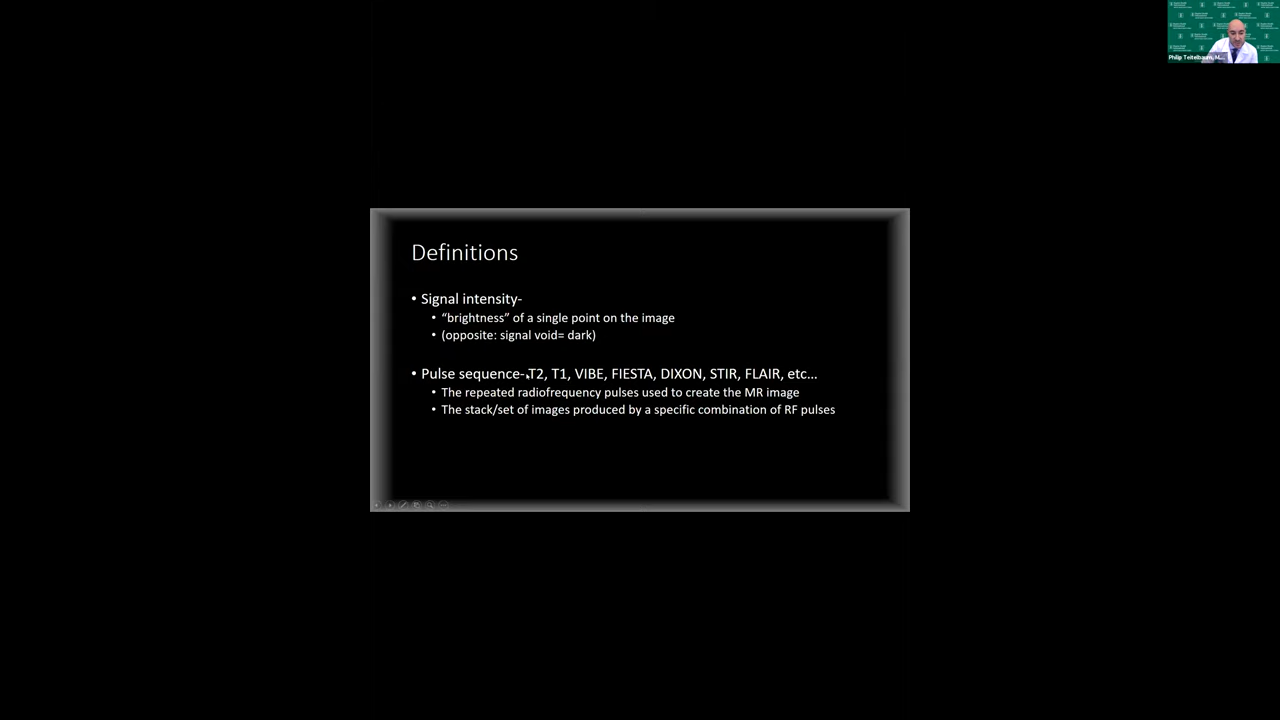 Philip Teitelbaum, M...
Definitions
• Signal intensity-
• “brightness” of a single point on the image
• (opposite: signal void= dark)
• Pulse sequence- T2, T1, VIBE, FIESTA, DIXON, STIR, FLAIR, etc...
• The repeated radiofrequency pulses used to create the MR image
• The stack/set of images produced by a specific combination of RF pulses